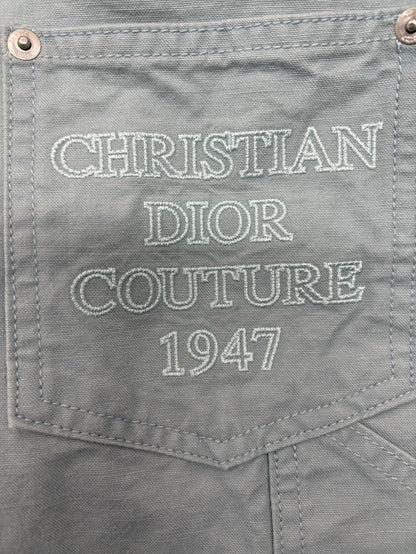 CHRISTIAN
DIOR
COUTURE
1947